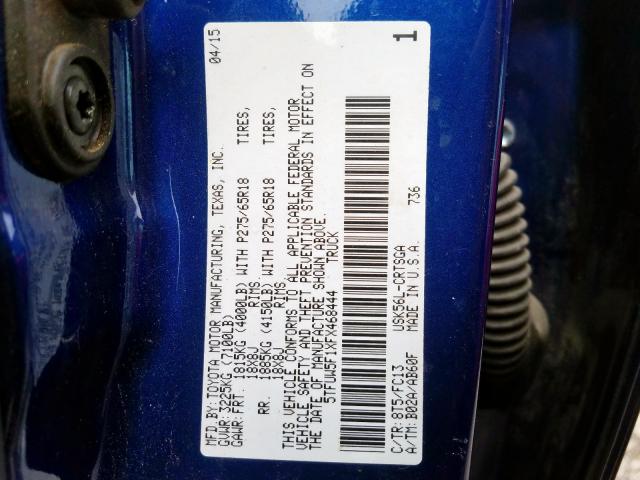 MFD.BY:TOYOTA MOTOR MANUFACTURING, TEXAS, INC. 04/15
GVWR:3225KG (7100LB)
GAWR:FRT. 1815KG (4000LB) WITH P275/65R18 TIRES,
18X8J RIMS,
RR. 1885KG (4150LB) WITH P275/65R18 TIRES,
18X8J RIMS
THIS VEHICLE CONFORMS TO ALL APPLICABLE FEDERAL MOTOR
VEHICLE SAFETY AND THEFT PREVENTION STANDARDS IN EFFECT ON
THE DATE OF MANUFACTURE SHOWN ABOVE.
5TFUW5F1XFX468444 TRUCK
C/TR:8T5/FC13 USK56L-CRTSGA 736
A/TM:B02A/AB60F MADE IN U.S.A.
1